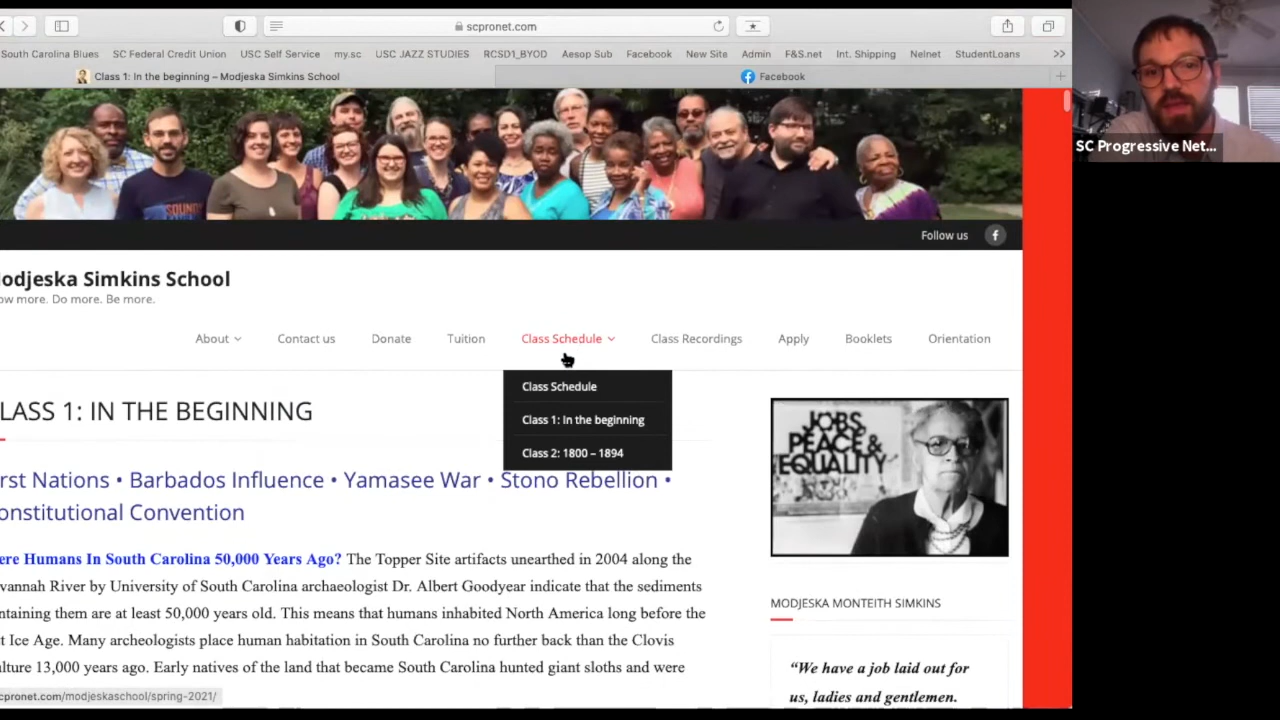 scpronet.com
South Carolina Blues SC Federal Credit Union USC Self Service my.sc USC JAZZ STUDIES RCSD1_BYOD Aesop Sub Facebook New Site Admin F&S.net Int. Shipping Nelnet StudentLoans >>
Class 1: In the beginning – Modjeska Simkins School
Facebook
SC Progressive Net...
Follow us
odjeska Simkins School
ow more. Do more. Be more.
About Contact us Donate Tuition Class Schedule Class Recordings Apply Booklets Orientation
Class Schedule
Class 1: In the beginning
Class 2: 1800 – 1894
LASS 1: IN THE BEGINNING
rst Nations • Barbados Influence • Yamasee War • Stono Rebellion •
onstitutional Convention
ere Humans In South Carolina 50,000 Years Ago? The Topper Site artifacts unearthed in 2004 along the
vannah River by University of South Carolina archaeologist Dr. Albert Goodyear indicate that the sediments
ntaining them are at least 50,000 years old. This means that humans inhabited North America long before the
t Ice Age. Many archeologists place human habitation in South Carolina no further back than the Clovis
lture 13,000 years ago. Early natives of the land that became South Carolina hunted giant sloths and were
cpronet.com/modjeskaschool/spring-2021/
JOBS,
PEACE &
EQUALITY
MODJESKA MONTEITH SIMKINS
“We have a job laid out for
us, ladies and gentlemen.